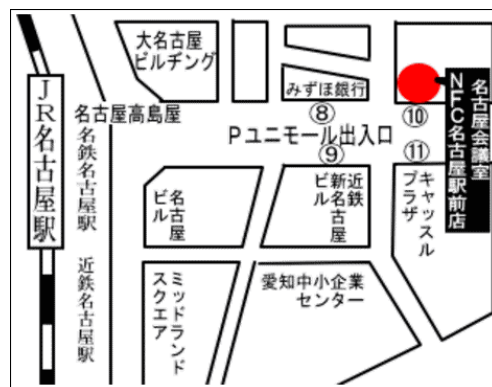 大名古屋
ビルヂング
みずほ銀行
⑧
⑩
名古屋会議室
NFC名古屋駅前店
JR名古屋駅
名古屋高島屋
Pユニモール出入口
⑨
⑪
名鉄名古屋駅
名古屋
ビル
近鉄
新名古屋
ビル
キャッスル
プラザ
近鉄名古屋駅
ミッドランド
スクエア
愛知中小企業
センター